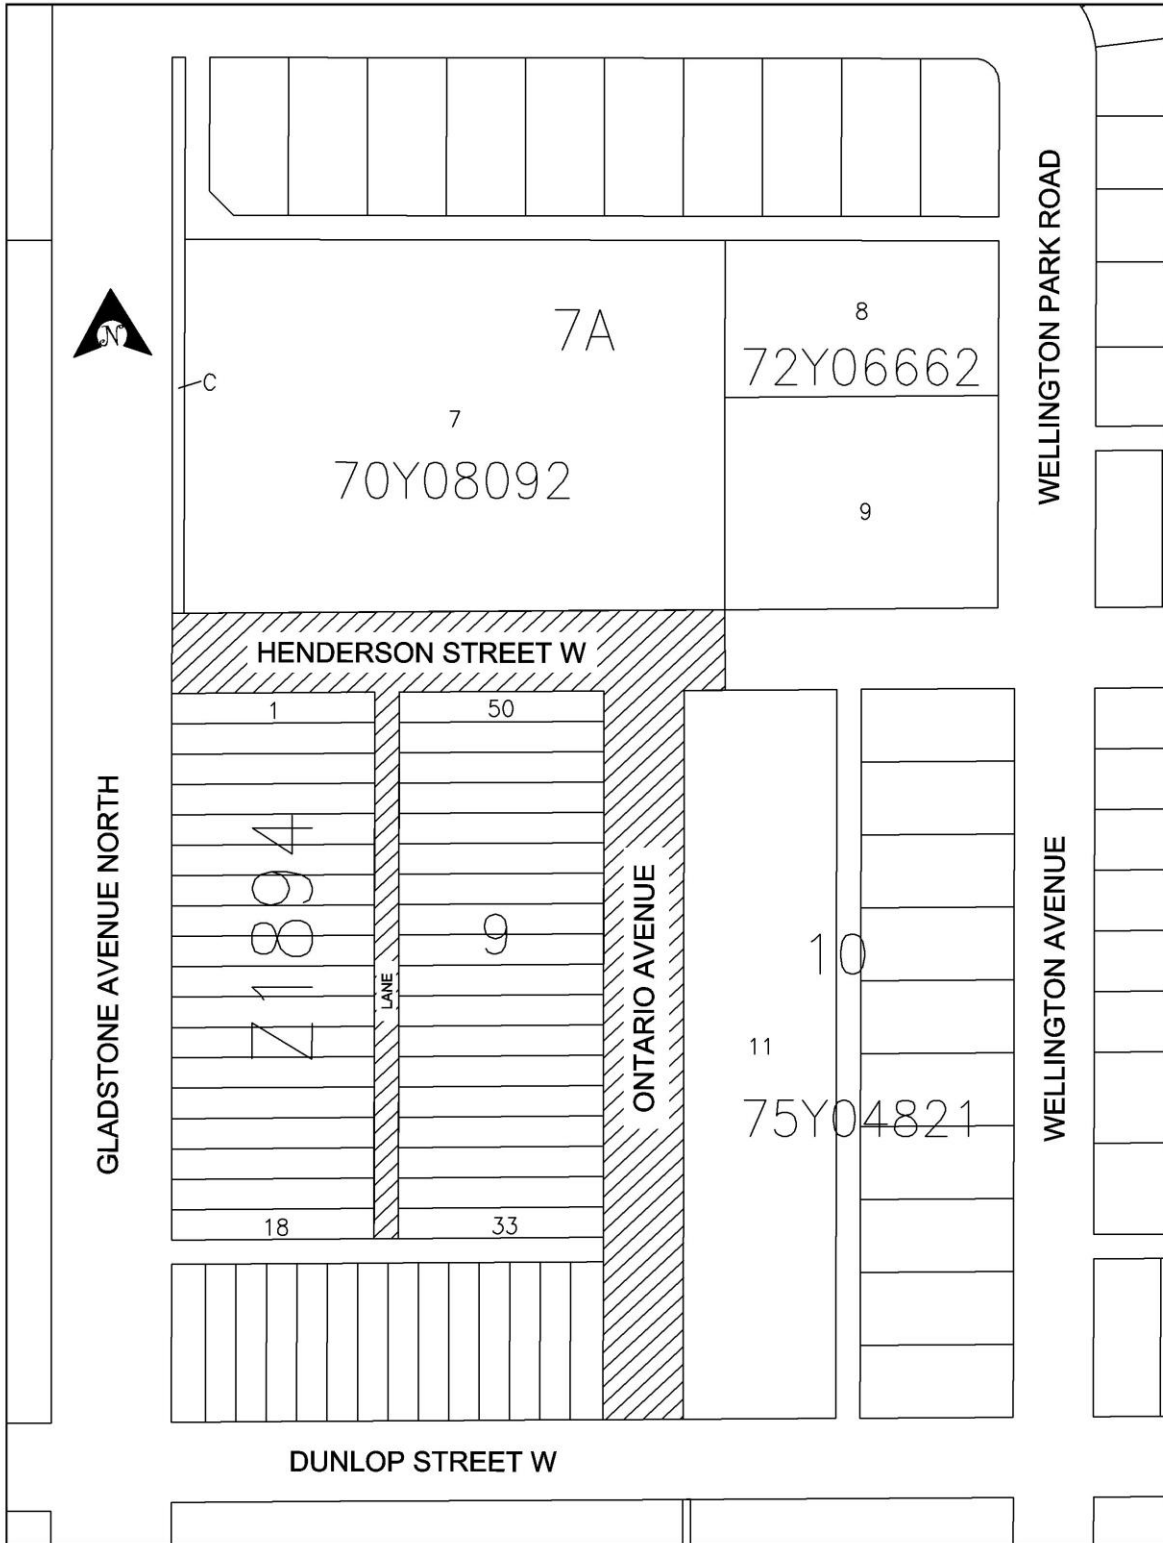 WELLINGTON PARK ROAD
N
8
7A
72Y06662
C
7
70Y08092
9
HENDERSON STREET W
1
50
GLADSTONE AVENUE NORTH
Z1894
LANE
9
ONTARIO AVENUE
10
WELLINGTON AVENUE
11
75Y04821
18
33
DUNLOP STREET W